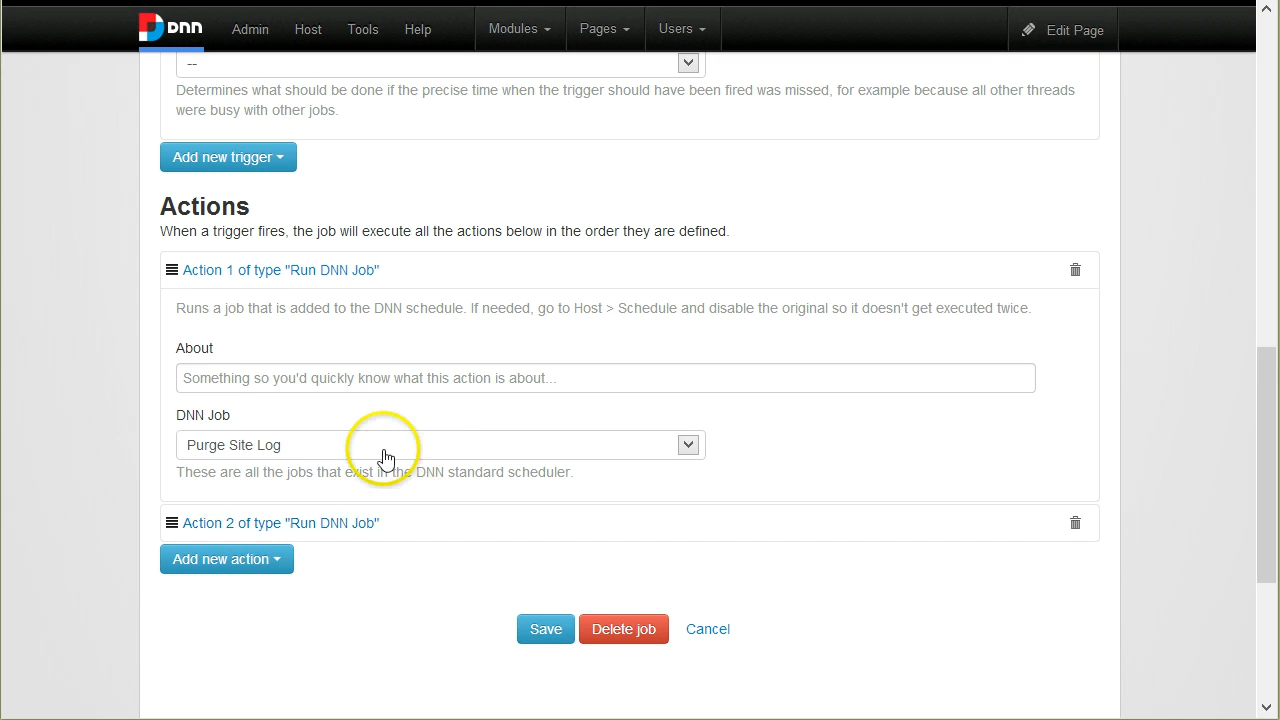 DNN Admin Host Tools Help Modules Pages Users Edit Page
--
Determines what should be done if the precise time when the trigger should have been fired was missed, for example because all other threads
were busy with other jobs.
Add new trigger
Actions
When a trigger fires, the job will execute all the actions below in the order they are defined.
Action 1 of type "Run DNN Job"
Runs a job that is added to the DNN schedule. If needed, go to Host > Schedule and disable the original so it doesn't get executed twice.
About
Something so you'd quickly know what this action is about...
DNN Job
Purge Site Log
These are all the jobs that exist in the DNN standard scheduler.
Action 2 of type "Run DNN Job"
Add new action
Save Delete job Cancel